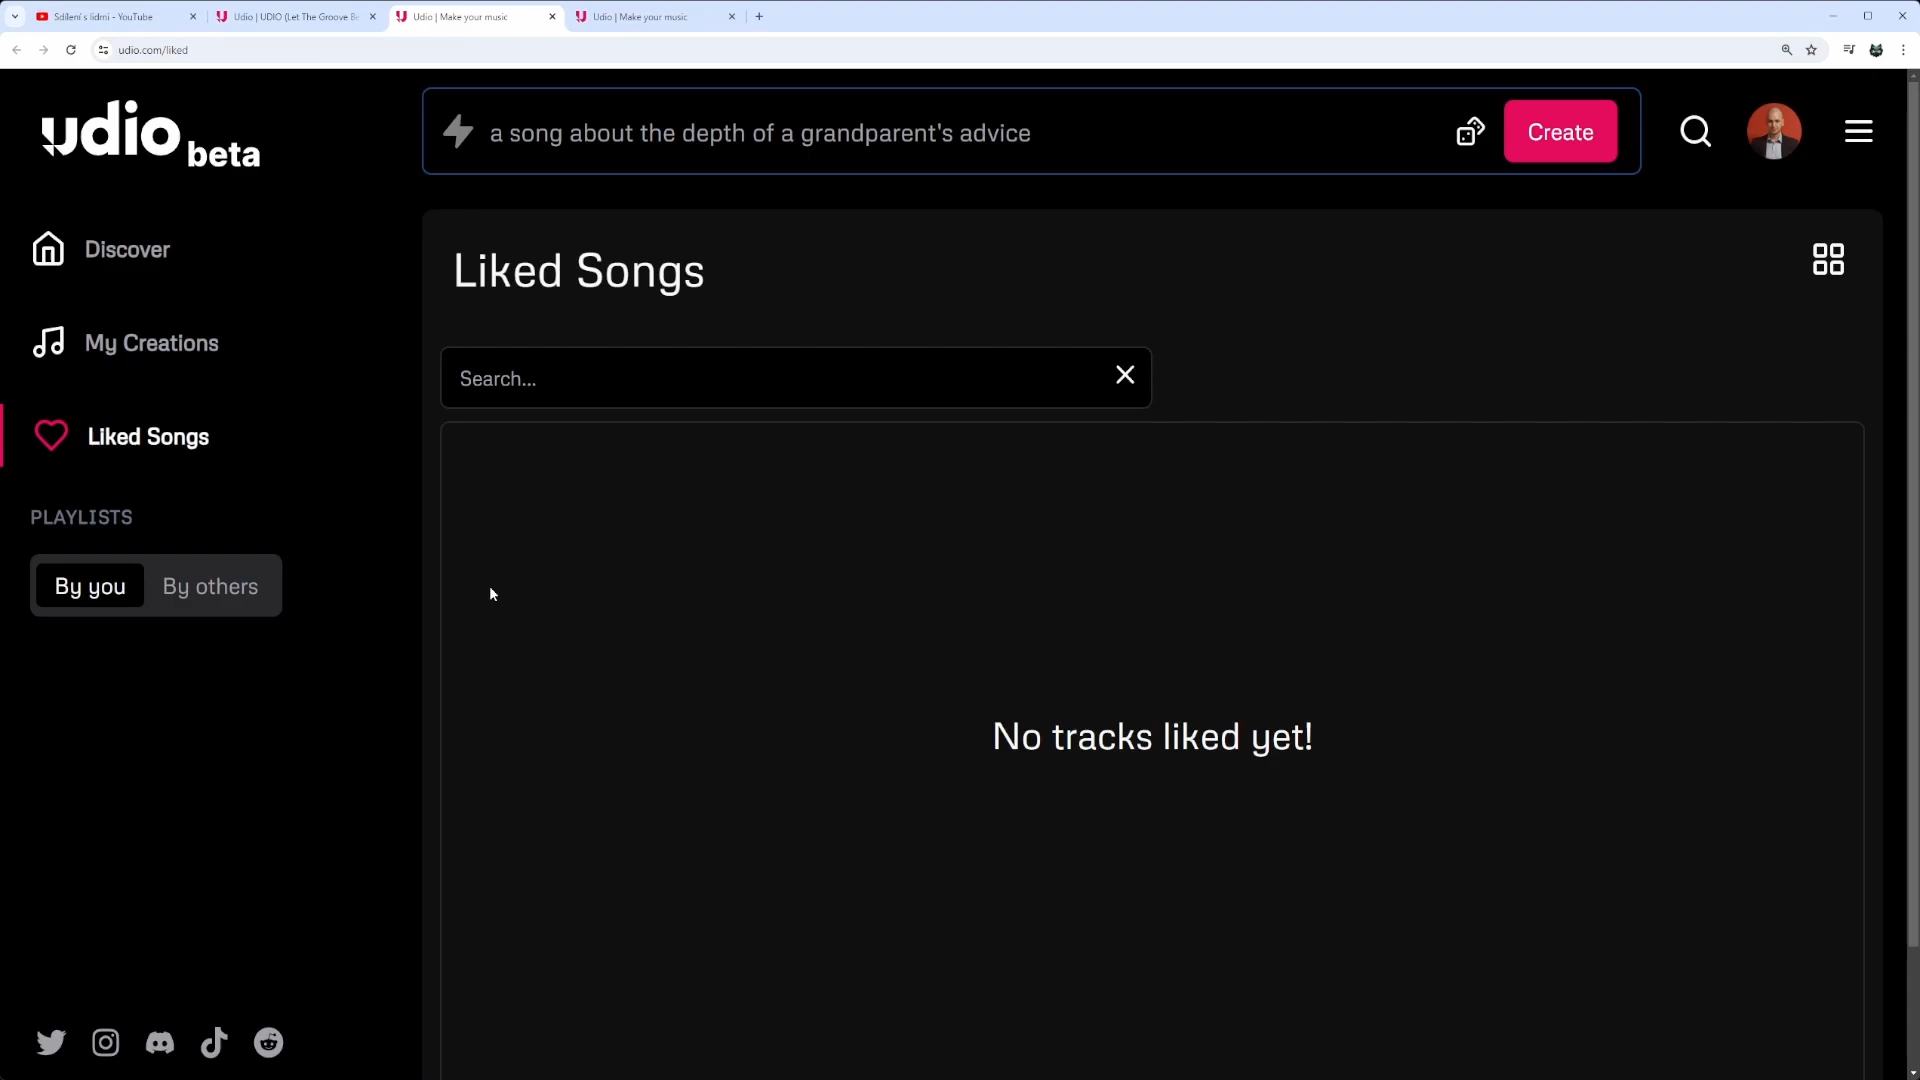 Sdílení s lidmi - YouTube
Udio | UDIO (Let The Groove Be
Udio | Make your music
Udio | Make your music
udio.com/liked
udio beta
a song about the depth of a grandparent's advice
Create
Discover
My Creations
Liked Songs
PLAYLISTS
By you
By others
Liked Songs
Search...
No tracks liked yet!